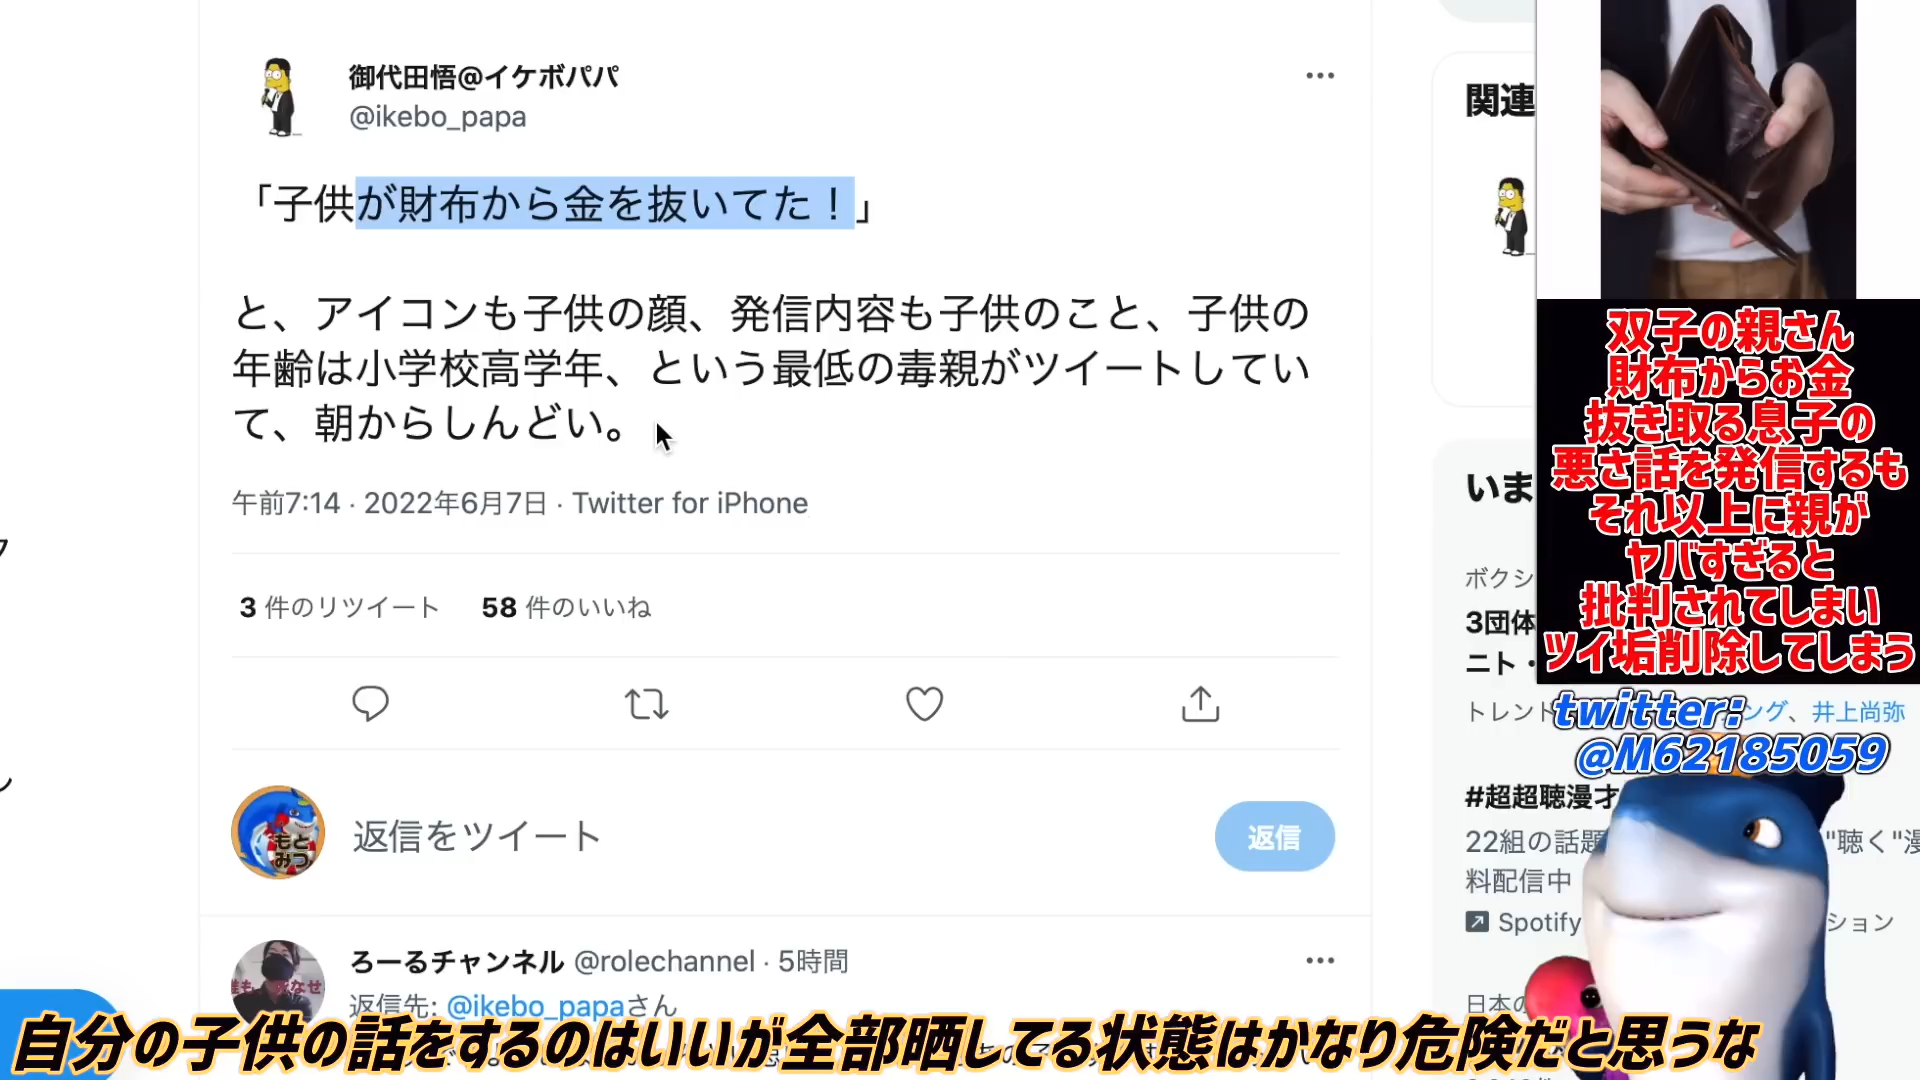 御代田悟@イケボパパ
@ikebo_papa
「子供が財布から金を抜いてた！」
と、アイコンも子供の顔、発信内容も子供のこと、子供の
年齢は小学校高学年、という最低の毒親がツイートしてい
て、朝からしんどい。
午前7:14 · 2022年6月7日 · Twitter for iPhone
3 件のリツイート 58 件のいいね
もと
みつ
返信をツイート
返信
ろーるチャンネル @rolechannel · 5時間
返信先: @ikebo_papaさん
関連
いま
ボクシ
3団体
ニト・
トレンド
ング、井上尚弥
#超超聴漫才
22組の話題
"聴く"漫
料配信中
Spotify
ション
日本の
双子の親さん
財布からお金
抜き取る息子の
悪さ話を発信するも
それ以上に親が
ヤバすぎると
批判されてしまい
ツイ垢削除してしまう
twitter:
@M62185059
自分の子供の話をするのはいいが全部晒してる状態はかなり危険だと思うな